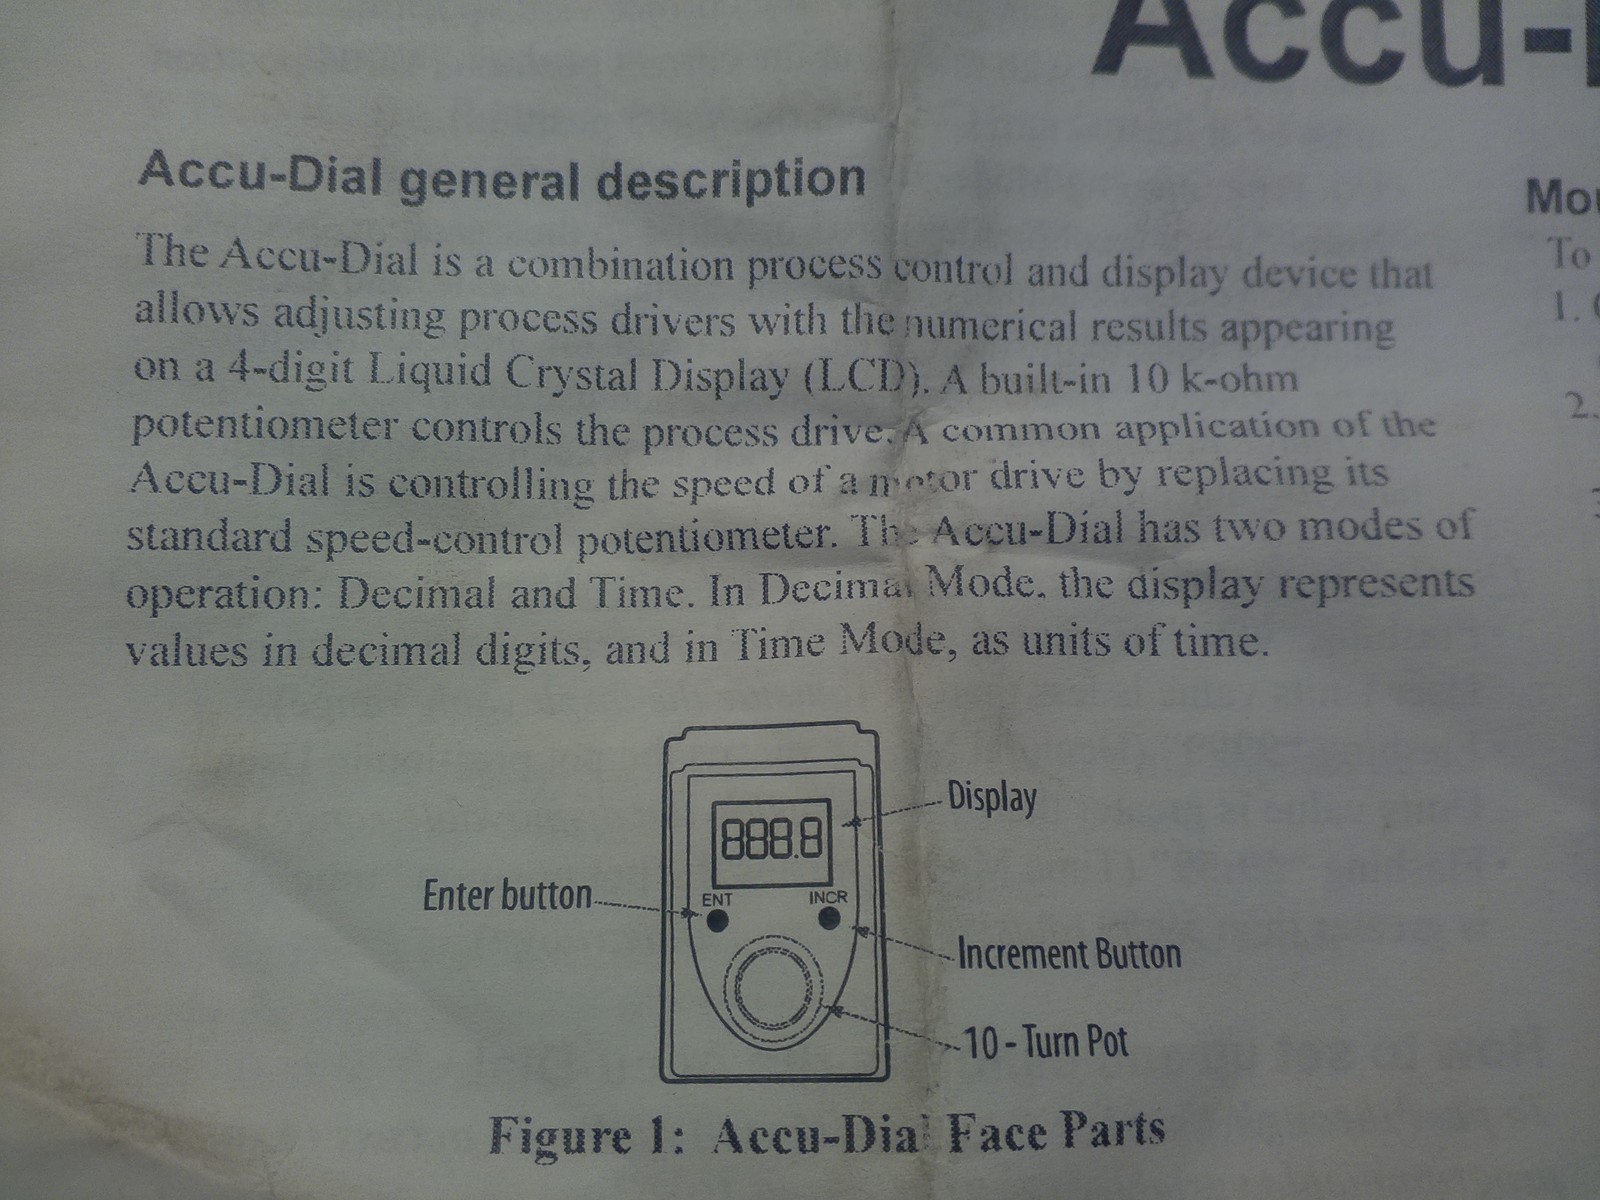 Accu-
Accu-Dial general description
The Accu-Dial is a combination process control and display device that
allows adjusting process drivers with the numerical results appearing
on a 4-digit Liquid Crystal Display (LCD). A built-in 10 k-ohm
potentiometer controls the process drive. A common application of the
Accu-Dial is controlling the speed of a motor drive by replacing its
standard speed-control potentiometer. The Accu-Dial has two modes of
operation: Decimal and Time. In Decimal Mode, the display represents
values in decimal digits, and in Time Mode, as units of time.
Display
888.8
Enter button
ENT
INCR
Increment Button
10 - Turn Pot
Figure 1: Accu-Dial Face Parts
To
1.
2.